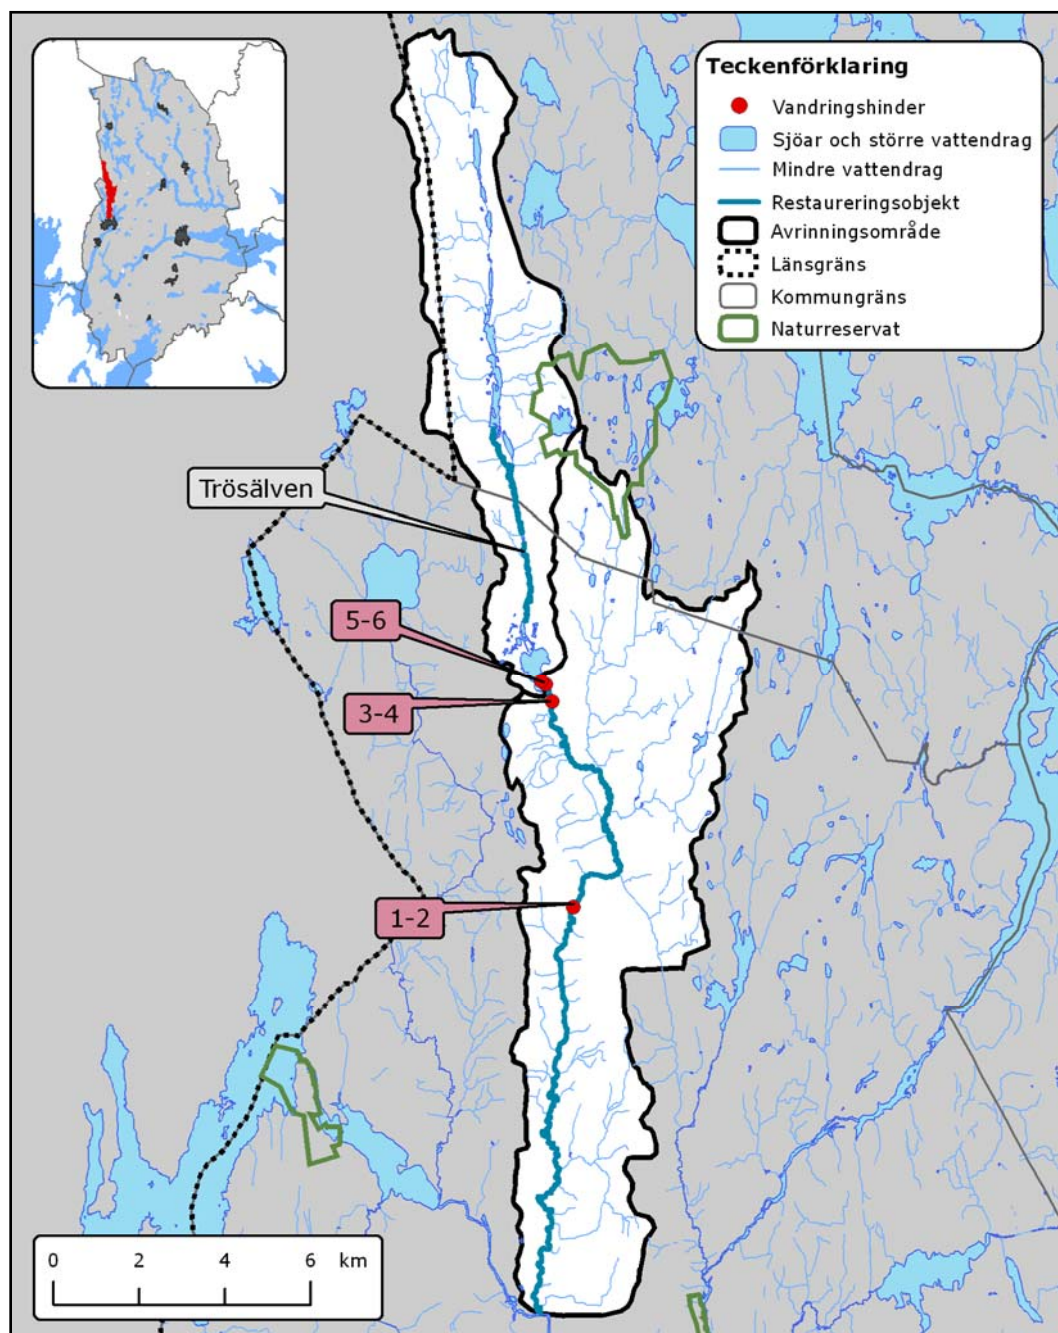 Teckenförklaring
Vandringshinder
Sjöar och större vattendrag
Mindre vattendrag
Restaureringsobjekt
Avrinningsområde
Länsgräns
Kommungräns
Naturreservat
Trösälven
5-6
3-4
1-2
0 2 4 6 km